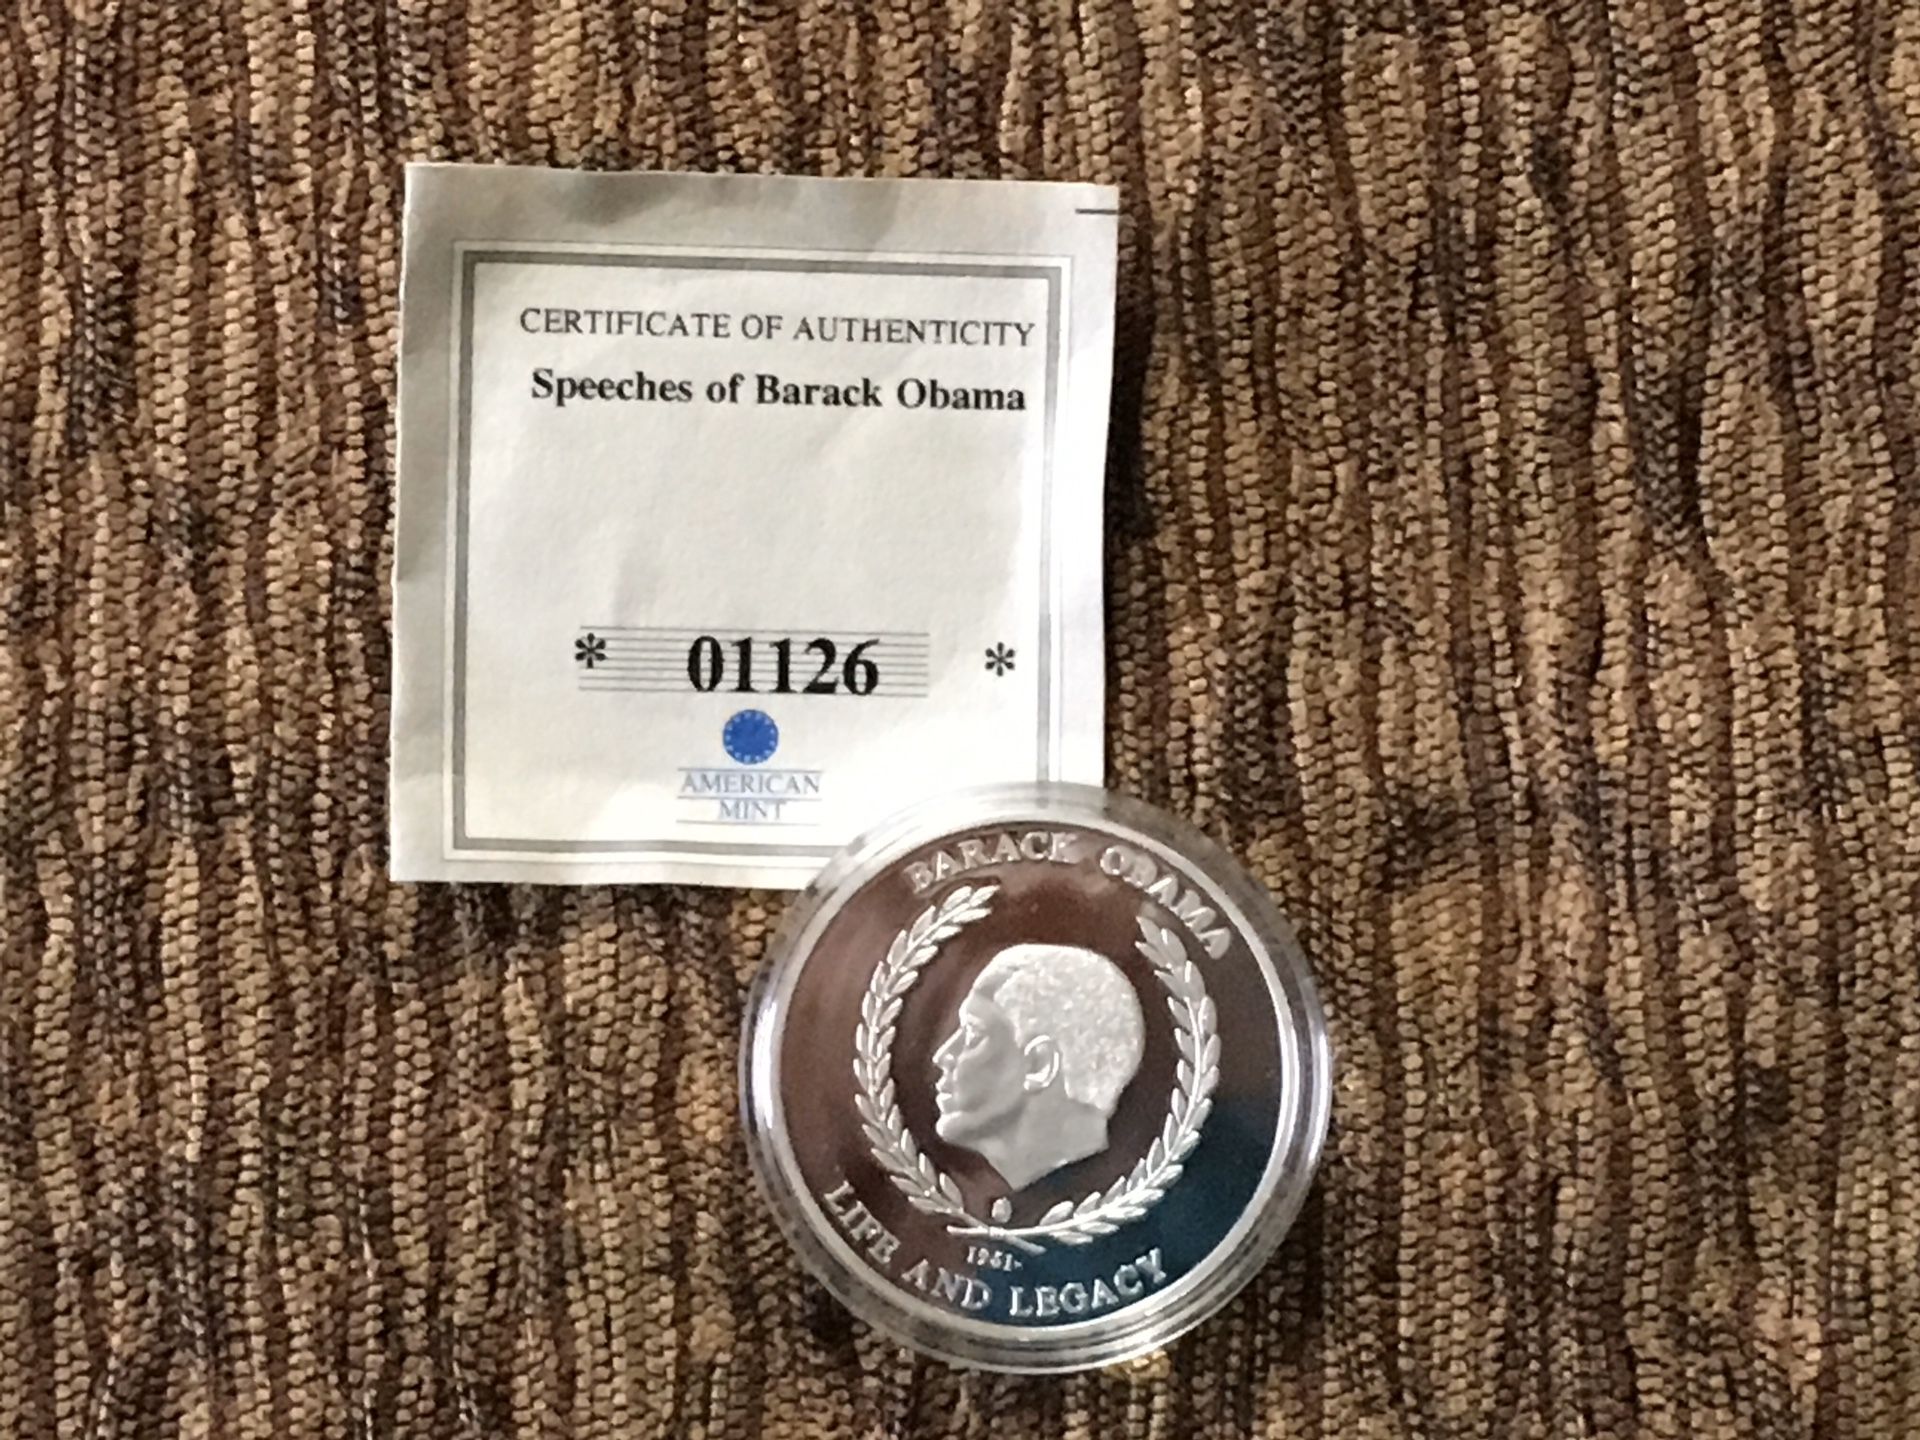 CERTIFICATE OF AUTHENTICITY
Speeches of Barack Obama
* 01126 *
AMERICAN
MINT
BARACK OBAMA
1961-
LIFE AND LEGACY